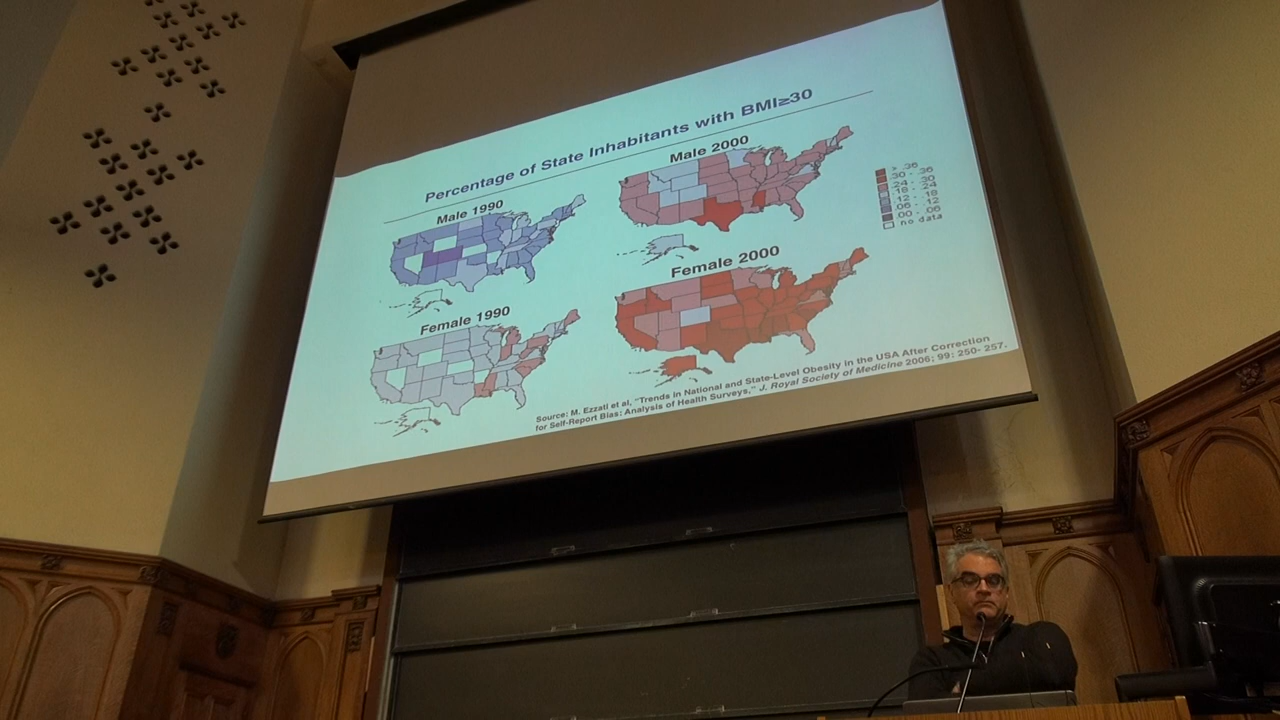 Percentage of State Inhabitants with BMI≥30
Male 1990
Male 2000
Female 1990
Female 2000
> .36
.30 - .36
.24 - .30
.18 - .24
.12 - .18
.06 - .12
.00 - .06
no data
Source: M. Ezzati et al, "Trends in National and State-Level Obesity in the USA After Correction
for Self-Report Bias: Analysis of Health Surveys," J. Royal Society of Medicine 2006; 99: 250- 257.